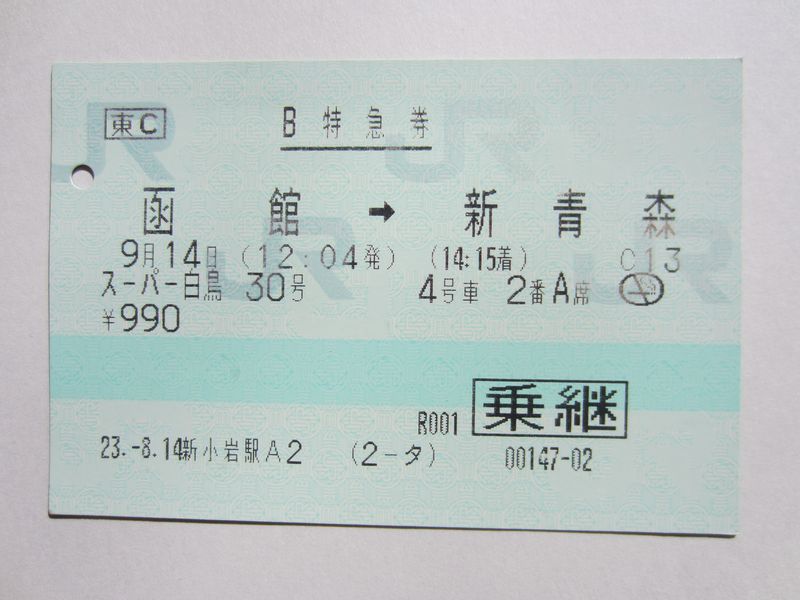 東C B特急券
函館 ➡ 新青森
9月14日 (12:04発) (14:15着) C13
スーパー白鳥 30号 4号車 2番A席
¥990
R001 乗継
23.-8.14新小岩駅A2 (2-タ) 00147-02